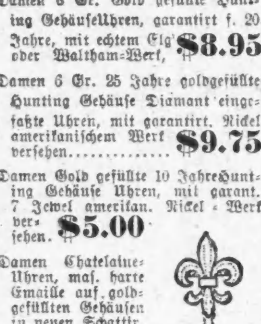 Damen 6 Gr. Gold gefüllte Hunt-
ing GehäuseUhren, garantirt f. 20
Jahre, mit echtem Elg
oder Waltham-Werk, $8.95
Damen 6 Gr. 25 Jahre goldgefüllte
Hunting Gehäuse Diamant einge-
faßte Uhren, mit garantirt. Nickel
amerikanischem Werk
versehen.............. $9.75
Damen Gold gefüllte 10 JahreHunt-
ing Gehäuse Uhren, mit garant.
7 Jewel amerikan. Nickel = Werk
ver=
sehen. $5.00
Damen Chatelaine=
Uhren, mas. harte
Emaille auf gold=
gefüllten Gehäusen
in neuen Schattir